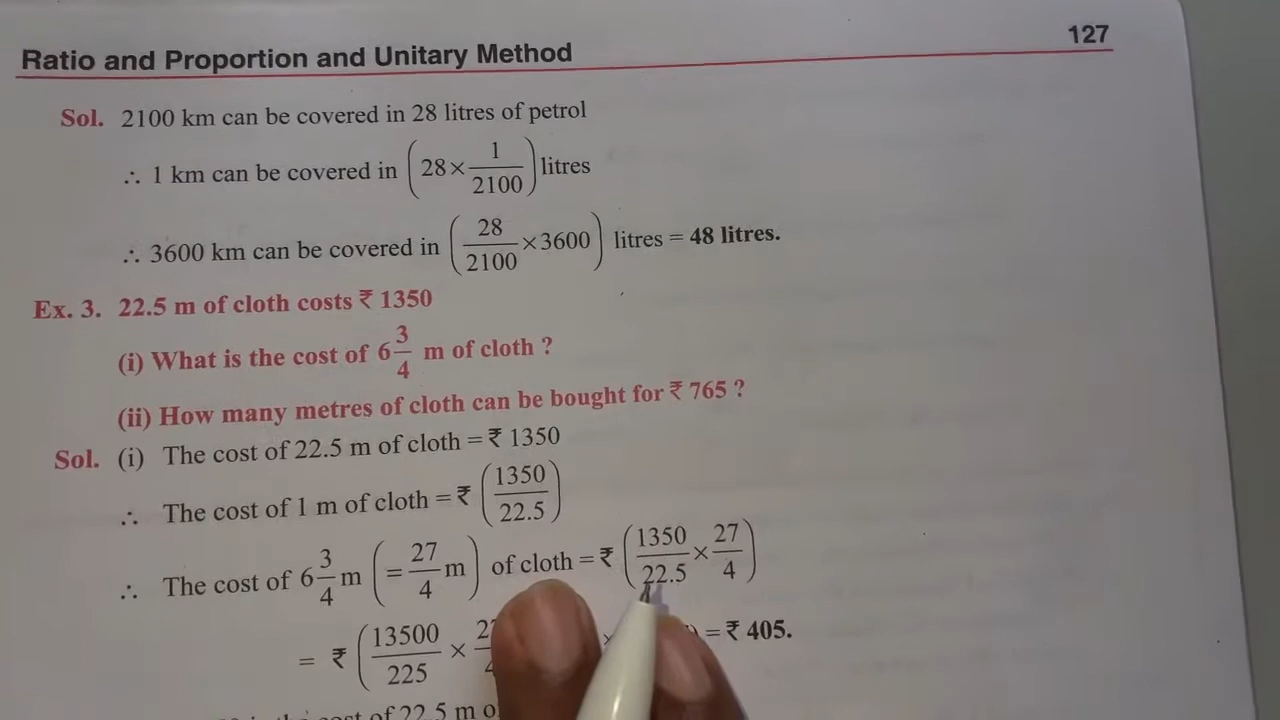 Ratio and Proportion and Unitary Method 127
Sol. 2100 km can be covered in 28 litres of petrol
∴ 1 km can be covered in (28 × 1/2100) litres
∴ 3600 km can be covered in (28/2100 × 3600) litres = 48 litres.
Ex. 3. 22.5 m of cloth costs ₹ 1350
(i) What is the cost of 6 3/4 m of cloth ?
(ii) How many metres of cloth can be bought for ₹ 765 ?
Sol. (i) The cost of 22.5 m of cloth = ₹ 1350
∴ The cost of 1 m of cloth = ₹ (1350/22.5)
∴ The cost of 6 3/4 m (= 27/4 m) of cloth = ₹ (1350/22.5 × 27/4)
= ₹ (13500/225 × ) = ₹ 405.
of 22.5 m